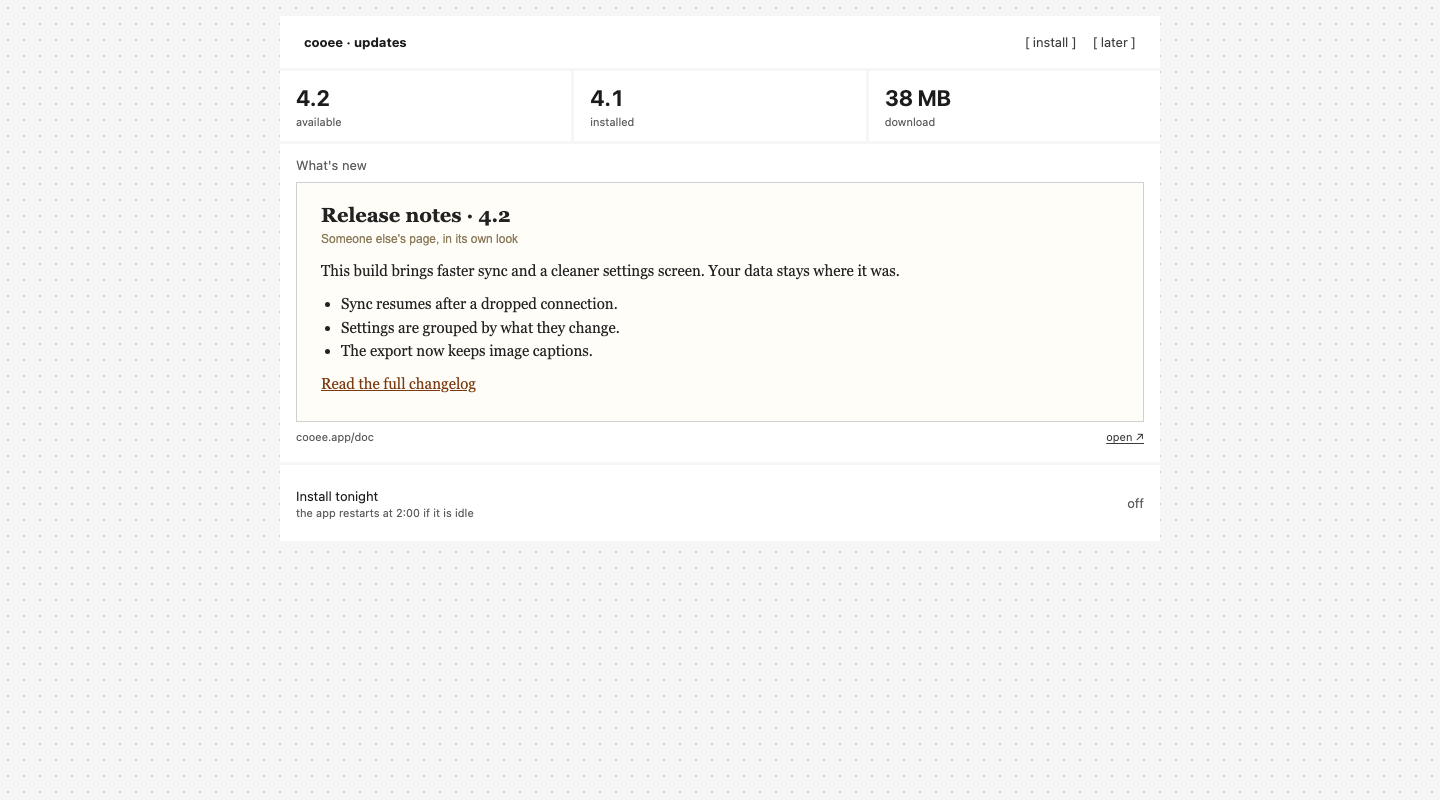 cooee · updates
[ install ] [ later ]
4.2
available
4.1
installed
38 MB
download
What's new
Release notes · 4.2
Someone else's page, in its own look
This build brings faster sync and a cleaner settings screen. Your data stays where it was.
• Sync resumes after a dropped connection.
• Settings are grouped by what they change.
• The export now keeps image captions.
Read the full changelog
cooee.app/doc
open ↗
Install tonight
the app restarts at 2:00 if it is idle
off